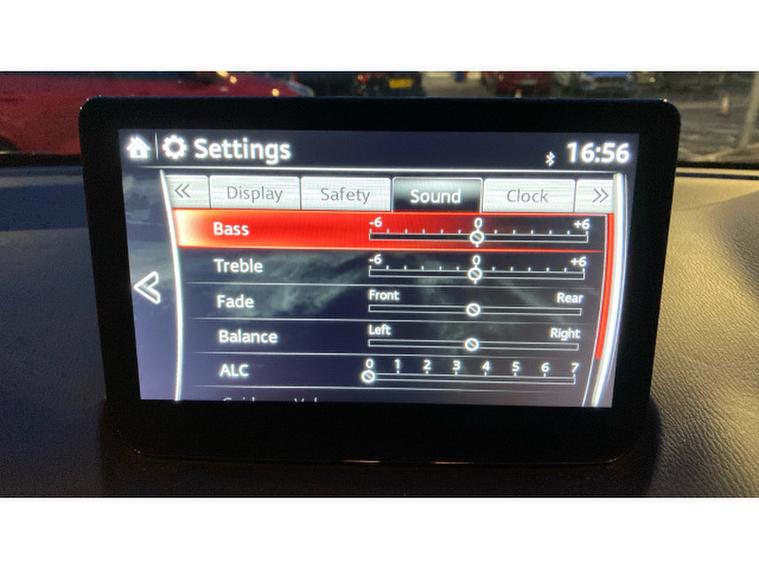 Settings 16:56
« Display Safety Sound Clock »
Bass -6 0 +6
Treble -6 0 +6
Fade Front Rear
Balance Left Right
ALC 0 1 2 3 4 5 6 7